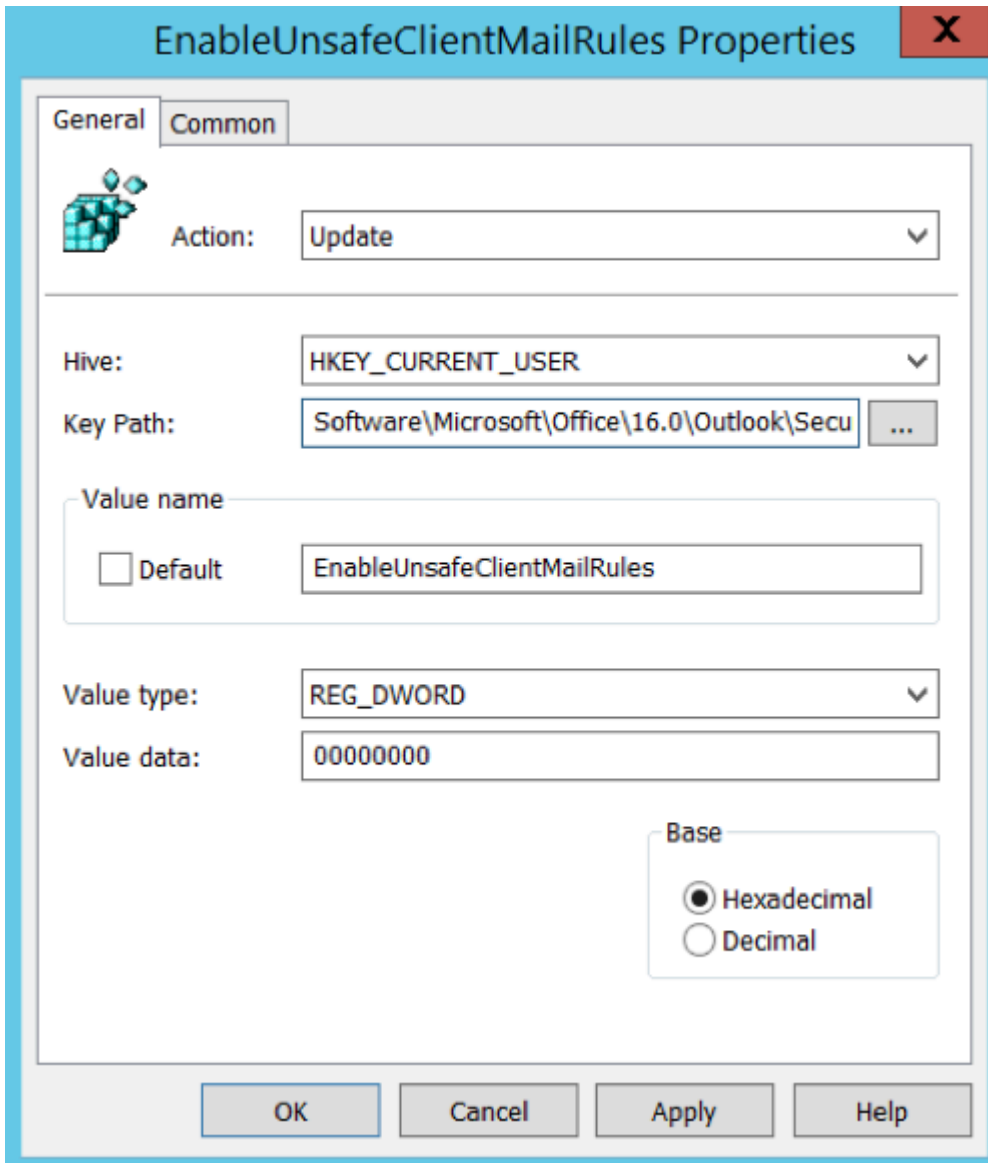 EnableUnsafeClientMailRules Properties
X
General Common
Action: Update
Hive: HKEY_CURRENT_USER
Key Path: Software\Microsoft\Office\16.0\Outlook\Secu ...
Value name
Default EnableUnsafeClientMailRules
Value type: REG_DWORD
Value data: 00000000
Base
Hexadecimal
Decimal
OK Cancel Apply Help